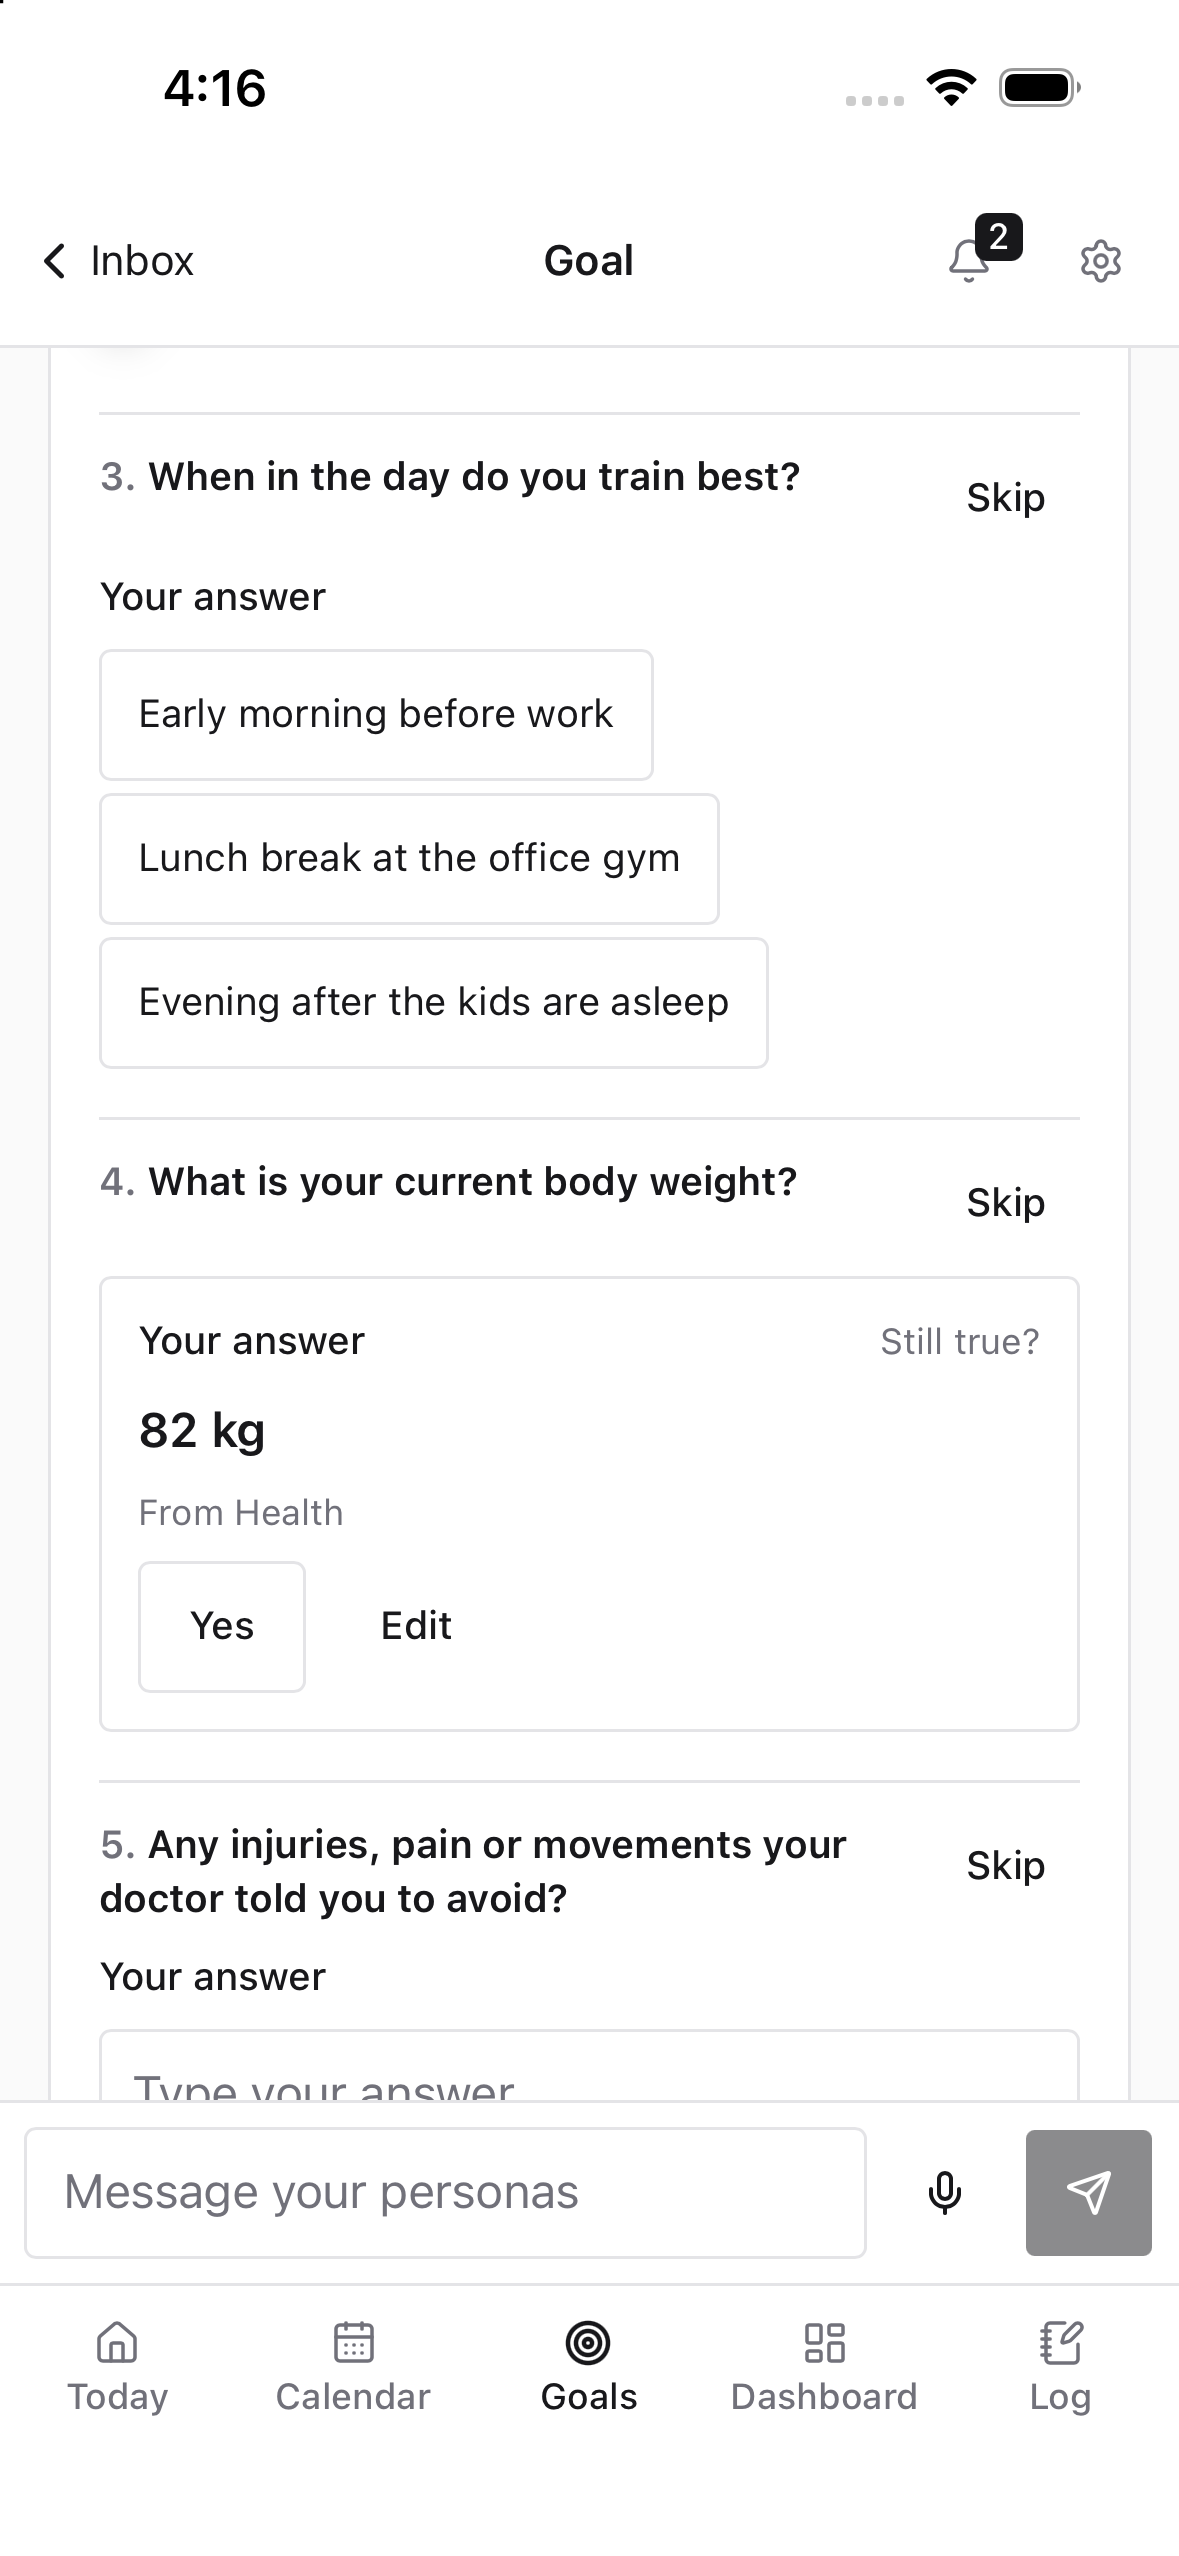 4:16
Inbox
Goal
2
3. When in the day do you train best?
Skip
Your answer
Early morning before work
Lunch break at the office gym
Evening after the kids are asleep
4. What is your current body weight?
Skip
Your answer
Still true?
82 kg
From Health
Yes
Edit
5. Any injuries, pain or movements your
doctor told you to avoid?
Skip
Your answer
Type your answer
Message your personas
Today
Calendar
Goals
Dashboard
Log